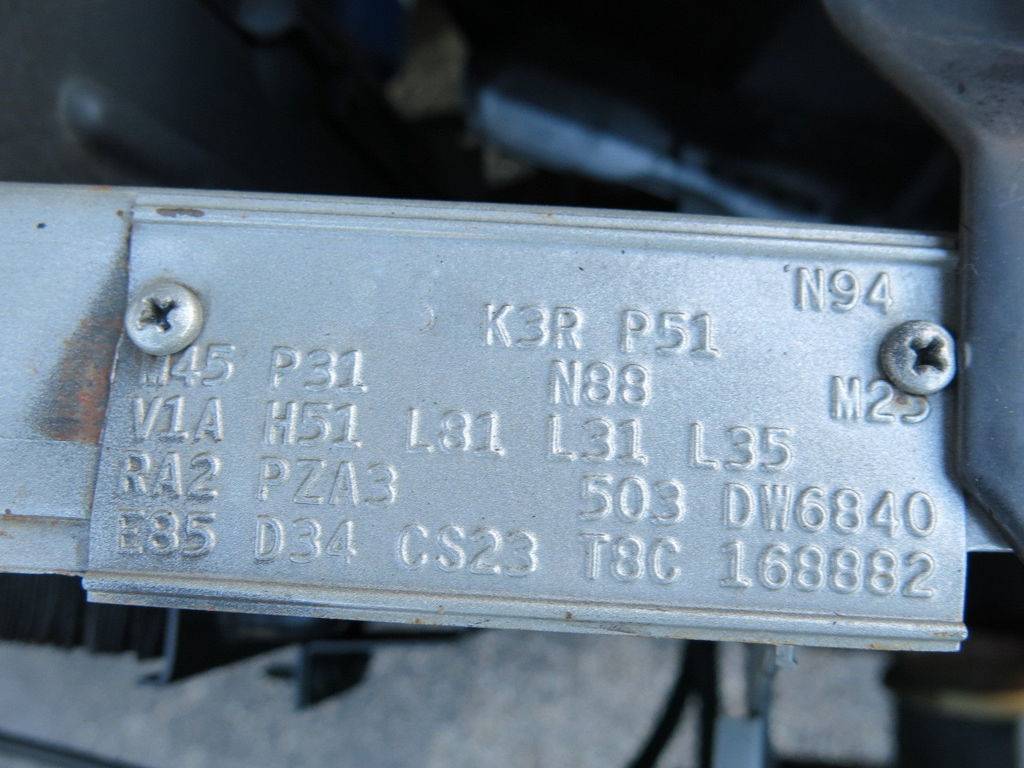 N94
K3R P51
M45 P31 N88 M25
V1A H51 L81 L31 L35
RA2 PZA3 503 DW6840
E85 D34 CS23 T8C 168882